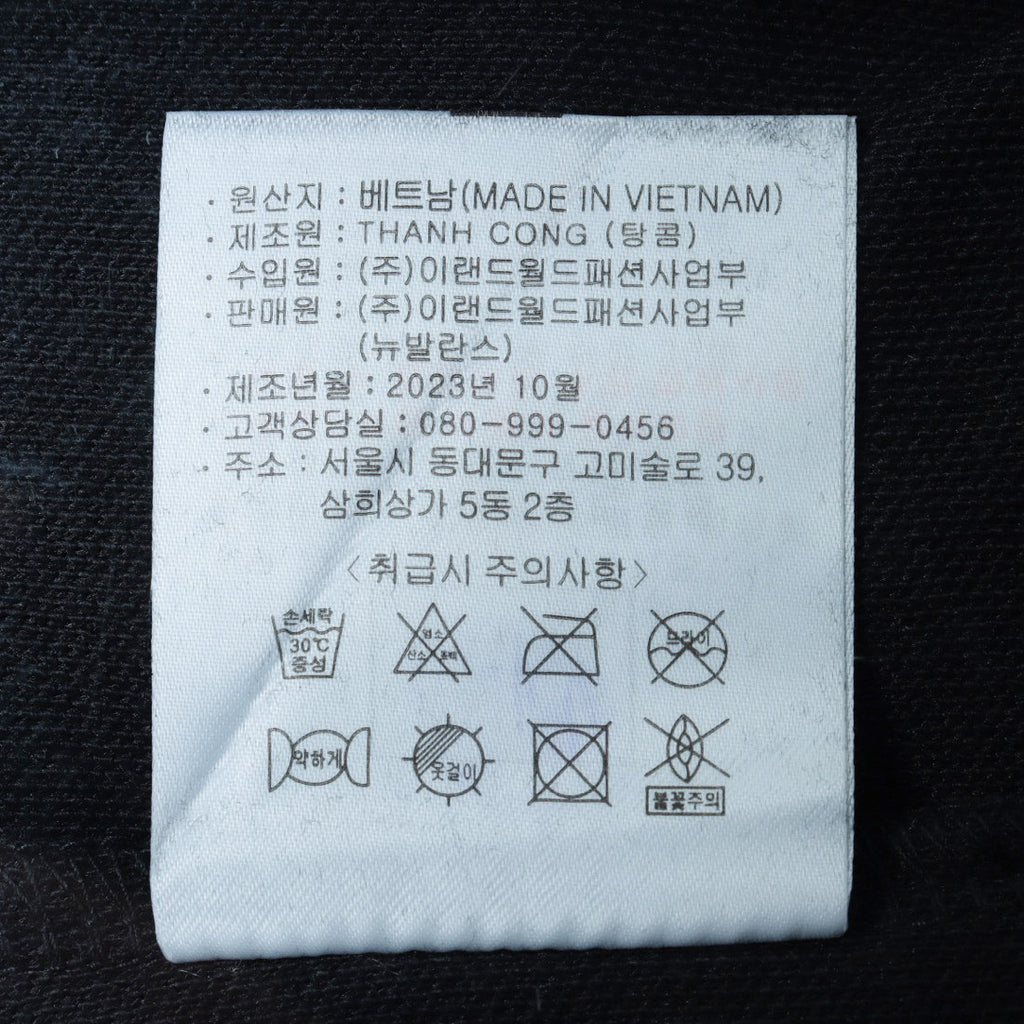 · 원산지 : 베트남(MADE IN VIETNAM)
· 제조원 : THANH CONG (탕콤)
· 수입원 : (주)이랜드월드패션사업부
· 판매원 : (주)이랜드월드패션사업부
(뉴발란스)
· 제조년월 : 2023년 10월
· 고객상담실 : 080-999-0456
· 주소 : 서울시 동대문구 고미술로 39,
삼희상가 5동 2층
〈취급시 주의사항〉
손세탁
30℃
중성
염소
산소 표백
드라이
약하게
옷걸이
불꽃주의